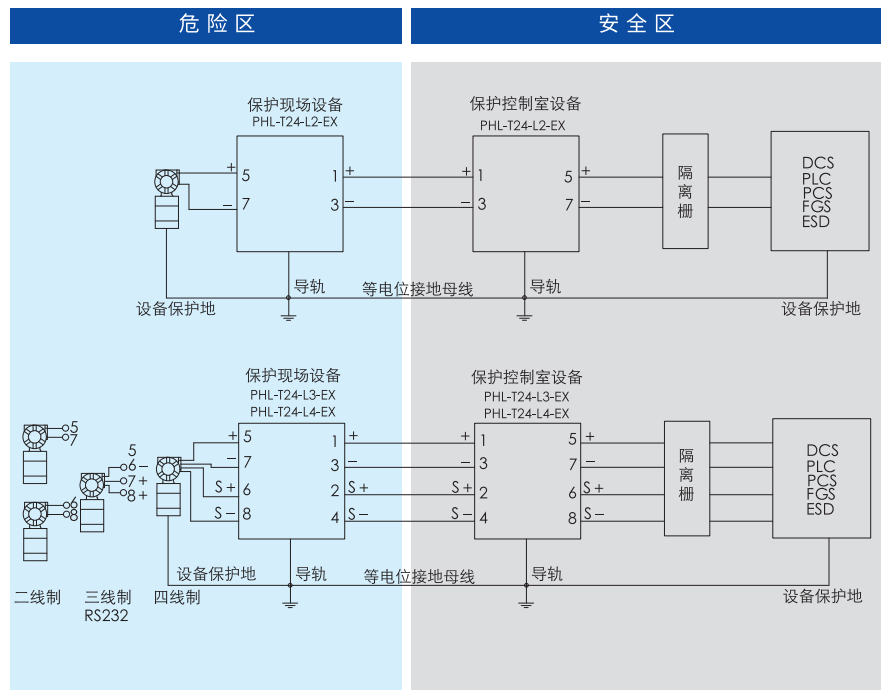 危险区
安全区
保护现场设备
PHL-T24-L2-EX
保护控制室设备
PHL-T24-L2-EX
+ 5 1 + + 1 5 +
− 7 3 − − 3 7 −
隔离栅
DCS
PLC
PCS
FGS
ESD
导轨
等电位接地母线
导轨
设备保护地
设备保护地
保护现场设备
PHL-T24-L3-EX
PHL-T24-L4-EX
保护控制室设备
PHL-T24-L3-EX
PHL-T24-L4-EX
5
7
6
8
5
6 −
7 +
8 +
+ 5 1 + + 1 5 +
− 7 3 − − 3 7 −
S + 6 2 S + S + 2 6 S +
S − 8 4 S − S − 4 8 S −
隔离栅
DCS
PLC
PCS
FGS
ESD
设备保护地
导轨
等电位接地母线
导轨
设备保护地
二线制
三线制
RS232
四线制